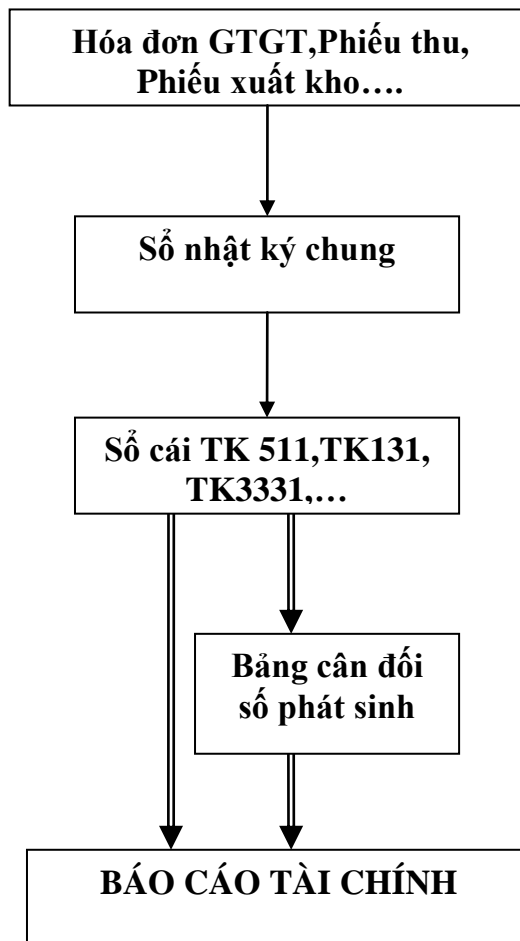 Hóa đơn GTGT,Phiếu thu,
Phiếu xuất kho….
Sổ nhật ký chung
Sổ cái TK 511,TK131,
TK3331,…
Bảng cân đối
số phát sinh
BÁO CÁO TÀI CHÍNH